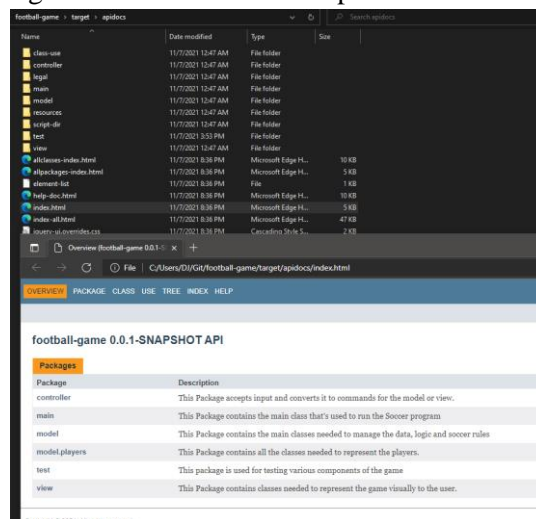 football-game > target > apidocs
Search apidocs
Name Date modified Type Size
class-use 11/7/2021 12:47 AM File folder
controller 11/7/2021 12:47 AM File folder
legal 11/7/2021 12:47 AM File folder
main 11/7/2021 12:47 AM File folder
model 11/7/2021 12:47 AM File folder
resources 11/7/2021 12:47 AM File folder
script-dir 11/7/2021 12:47 AM File folder
test 11/7/2021 3:53 PM File folder
view 11/7/2021 12:47 AM File folder
allclasses-index.html 11/7/2021 8:36 PM Microsoft Edge H... 10 KB
allpackages-index.html 11/7/2021 8:36 PM Microsoft Edge H... 5 KB
element-list 11/7/2021 8:36 PM File 1 KB
help-doc.html 11/7/2021 8:36 PM Microsoft Edge H... 10 KB
index.html 11/7/2021 8:36 PM Microsoft Edge H... 5 KB
index-all.html 11/7/2021 8:36 PM Microsoft Edge H... 47 KB
jquery-ui.overrides.css 11/7/2021 8:36 PM Cascading Style S... 2 KB
Overview (football-game 0.0.1-S
File C:/Users/DJ/Git/football-game/target/apidocs/index.html
OVERVIEW PACKAGE CLASS USE TREE INDEX HELP
football-game 0.0.1-SNAPSHOT API
Packages
Package Description
controller This Package accepts input and converts it to commands for the model or view.
main This Package contains the main class that's used to run the Soccer program
model This Package contains the main classes needed to manage the data, logic and soccer rules
model.players This Package contains all the classes needed to represent the players.
test This package is used for testing various components of the game
view This Package contains classes needed to represent the game visually to the user.